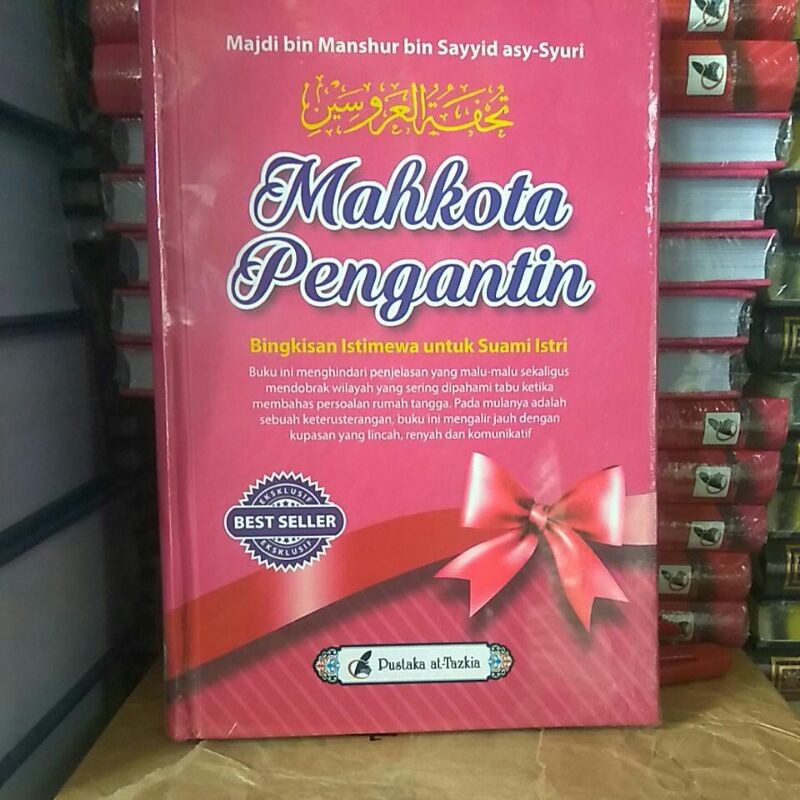 Majdi bin Manshur bin Sayyid asy-Syuri
تُحْفَةُ الْعَرُوسَيْنِ
Mahkota
Pengantin
Bingkisan Istimewa untuk Suami Istri
Buku ini menghindari penjelasan yang malu-malu sekaligus
mendobrak wilayah yang sering dipahami tabu ketika
membahas persoalan rumah tangga. Pada mulanya adalah
sebuah keterusterangan, buku ini mengalir jauh dengan
kupasan yang lincah, renyah dan komunikatif
EKSKLUSIF
BEST SELLER
EKSKLUSIF
Pustaka at-Tazkia